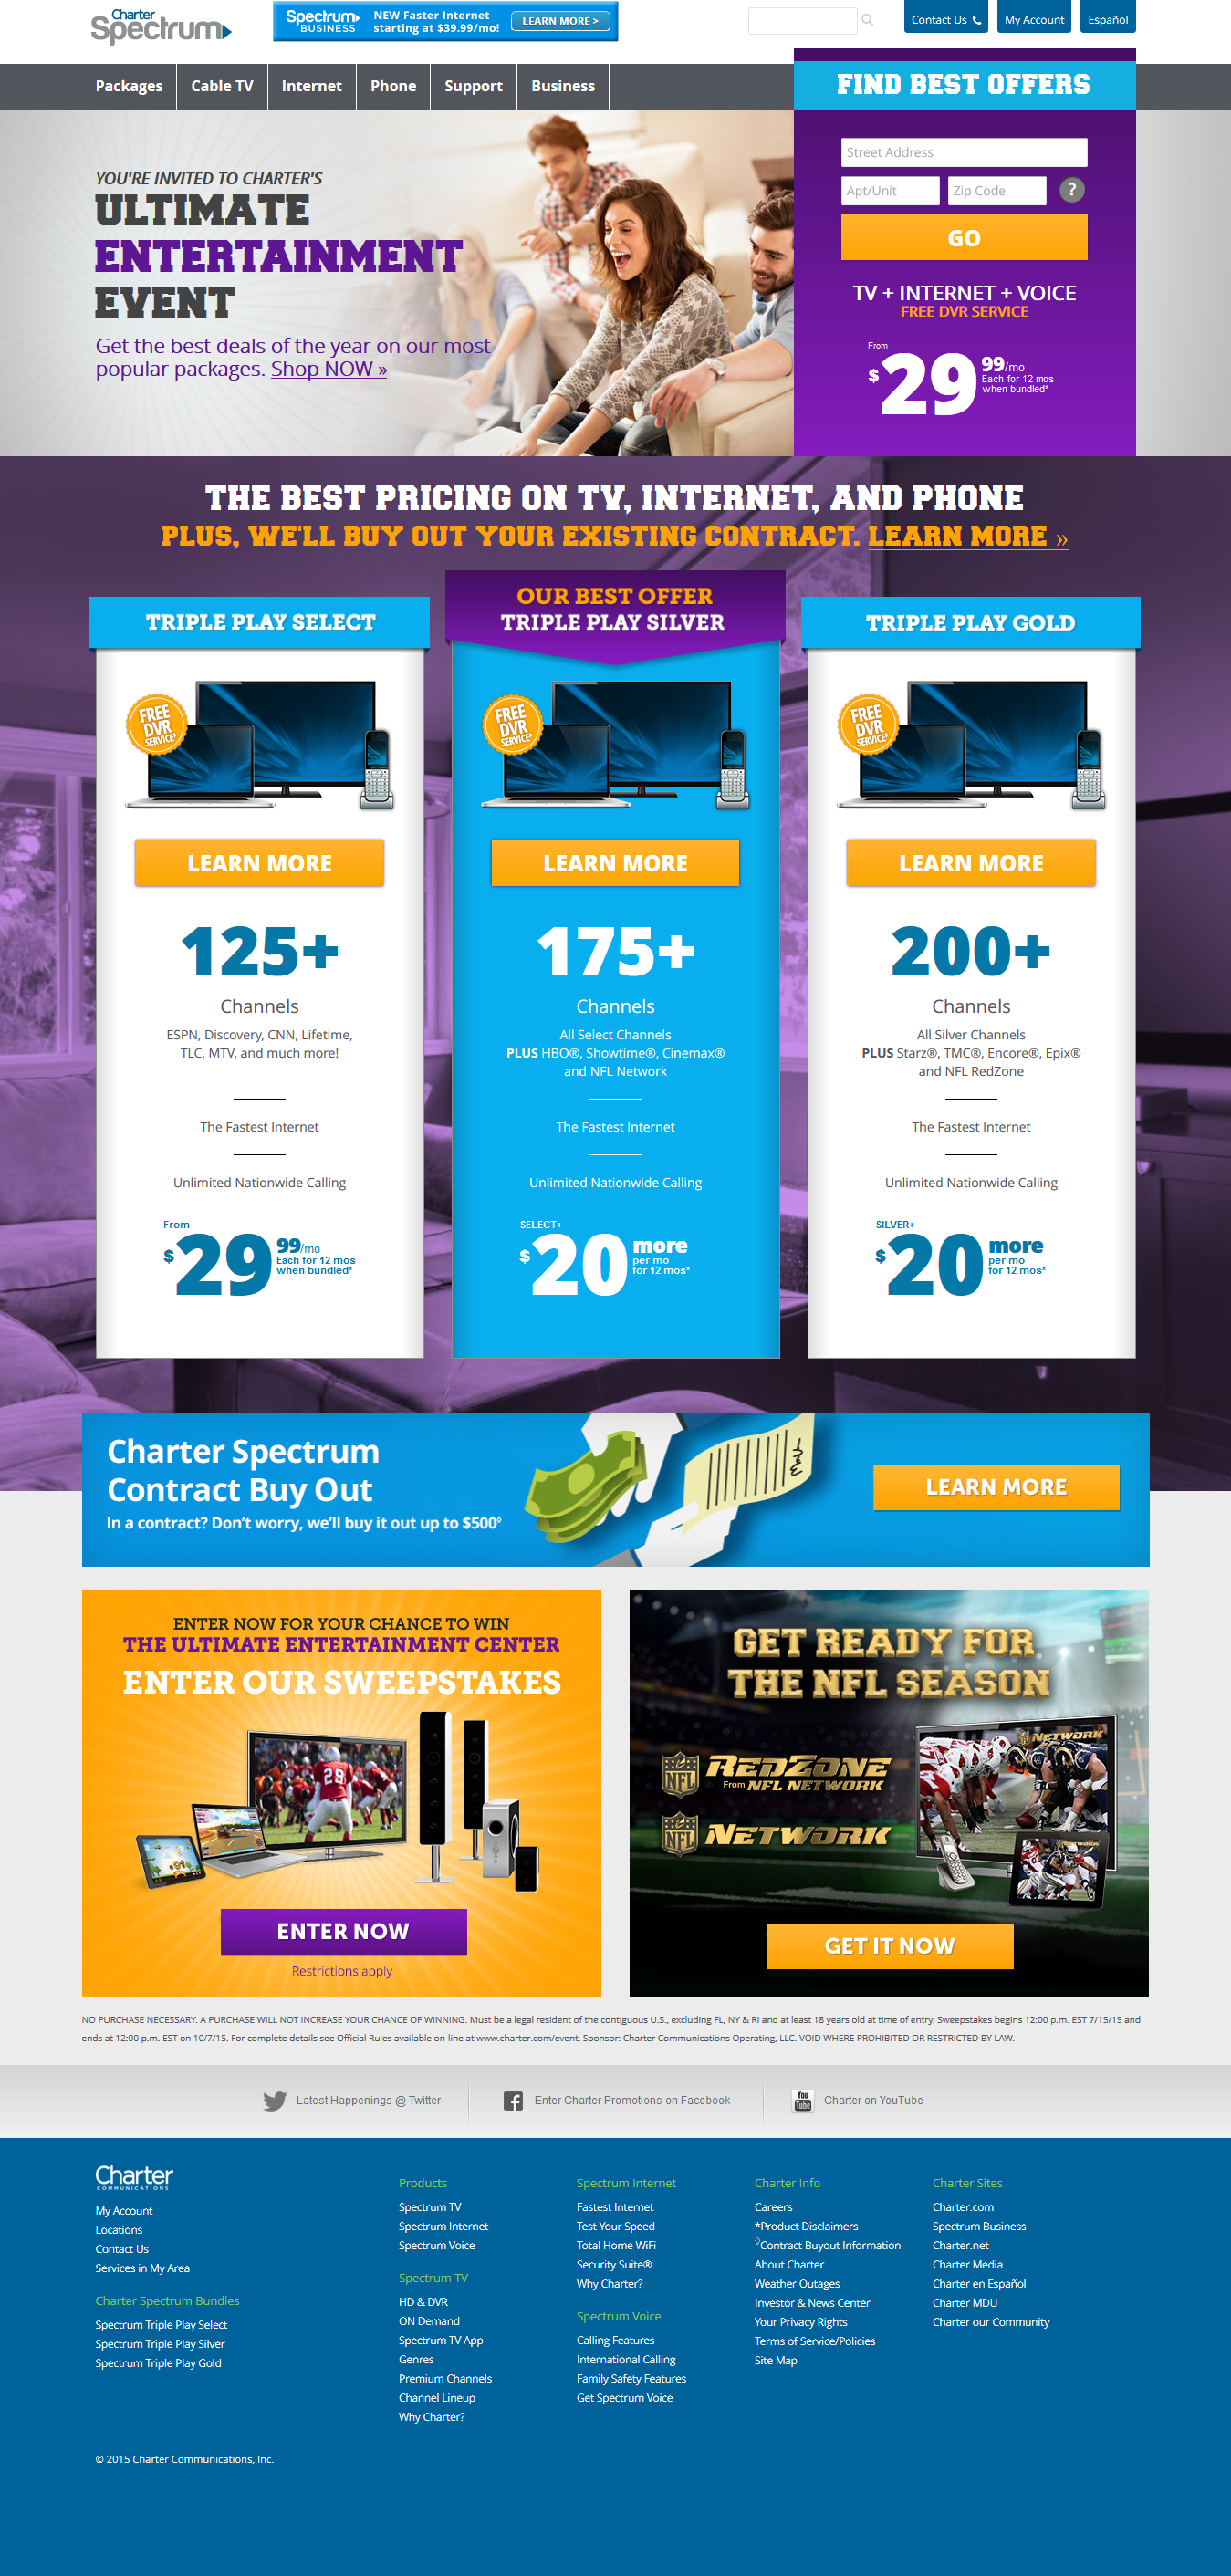 Charter
Spectrum
Spectrum
BUSINESS
NEW Faster Internet
starting at $39.99/mo!
LEARN MORE >
Contact Us
My Account
Español
Packages
Cable TV
Internet
Phone
Support
Business
FIND BEST OFFERS
Street Address
Apt/Unit
Zip Code
?
GO
TV + INTERNET + VOICE
FREE DVR SERVICE
From
$2999/mo
Each for 12 mos
when bundled*
YOU'RE INVITED TO CHARTER'S
ULTIMATE
ENTERTAINMENT
EVENT
Get the best deals of the year on our most
popular packages. Shop NOW »
THE BEST PRICING ON TV, INTERNET, AND PHONE
PLUS, WE'LL BUY OUT YOUR EXISTING CONTRACT. LEARN MORE »
TRIPLE PLAY SELECT
FREE
DVR
SERVICE*
LEARN MORE
125+
Channels
ESPN, Discovery, CNN, Lifetime,
TLC, MTV, and much more!
The Fastest Internet
Unlimited Nationwide Calling
From
$2999/mo
Each for 12 mos
when bundled*
OUR BEST OFFER
TRIPLE PLAY SILVER
FREE
DVR
SERVICE*
LEARN MORE
175+
Channels
All Select Channels
PLUS HBO®, Showtime®, Cinemax®
and NFL Network
The Fastest Internet
Unlimited Nationwide Calling
SELECT+
$20 more
per mo
for 12 mos*
TRIPLE PLAY GOLD
FREE
DVR
SERVICE*
LEARN MORE
200+
Channels
All Silver Channels
PLUS Starz®, TMC®, Encore®, Epix®
and NFL RedZone
The Fastest Internet
Unlimited Nationwide Calling
SILVER+
$20 more
per mo
for 12 mos*
Charter Spectrum
Contract Buy Out
In a contract? Don't worry, we'll buy it out up to $500◊
LEARN MORE
ENTER NOW FOR YOUR CHANCE TO WIN
THE ULTIMATE ENTERTAINMENT CENTER
ENTER OUR SWEEPSTAKES
29
ENTER NOW
Restrictions apply
GET READY FOR
THE NFL SEASON
NFL
REDZONE
From NFL NETWORK
NFL
NETWORK
NETWORK
GET IT NOW
NO PURCHASE NECESSARY. A PURCHASE WILL NOT INCREASE YOUR CHANCE OF WINNING. Must be a legal resident of the contiguous U.S., excluding FL, NY & RI and at least 18 years old at time of entry. Sweepstakes begins 12:00 p.m. EST 7/15/15 and
ends at 12:00 p.m. EST on 10/7/15. For complete details see Official Rules available on-line at www.charter.com/event. Sponsor: Charter Communications Operating, LLC. VOID WHERE PROHIBITED OR RESTRICTED BY LAW.
Latest Happenings @ Twitter
Enter Charter Promotions on Facebook
You
Tube
Charter on YouTube
Charter
COMMUNICATIONS
My Account
Locations
Contact Us
Services in My Area
Charter Spectrum Bundles
Spectrum Triple Play Select
Spectrum Triple Play Silver
Spectrum Triple Play Gold
Products
Spectrum TV
Spectrum Internet
Spectrum Voice
Spectrum TV
HD & DVR
ON Demand
Spectrum TV App
Genres
Premium Channels
Channel Lineup
Why Charter?
Spectrum Internet
Fastest Internet
Test Your Speed
Total Home WiFi
Security Suite®
Why Charter?
Spectrum Voice
Calling Features
International Calling
Family Safety Features
Get Spectrum Voice
Charter Info
Careers
*Product Disclaimers
◊Contract Buyout Information
About Charter
Weather Outages
Investor & News Center
Your Privacy Rights
Terms of Service/Policies
Site Map
Charter Sites
Charter.com
Spectrum Business
Charter.net
Charter Media
Charter en Español
Charter MDU
Charter our Community
© 2015 Charter Communications, Inc.